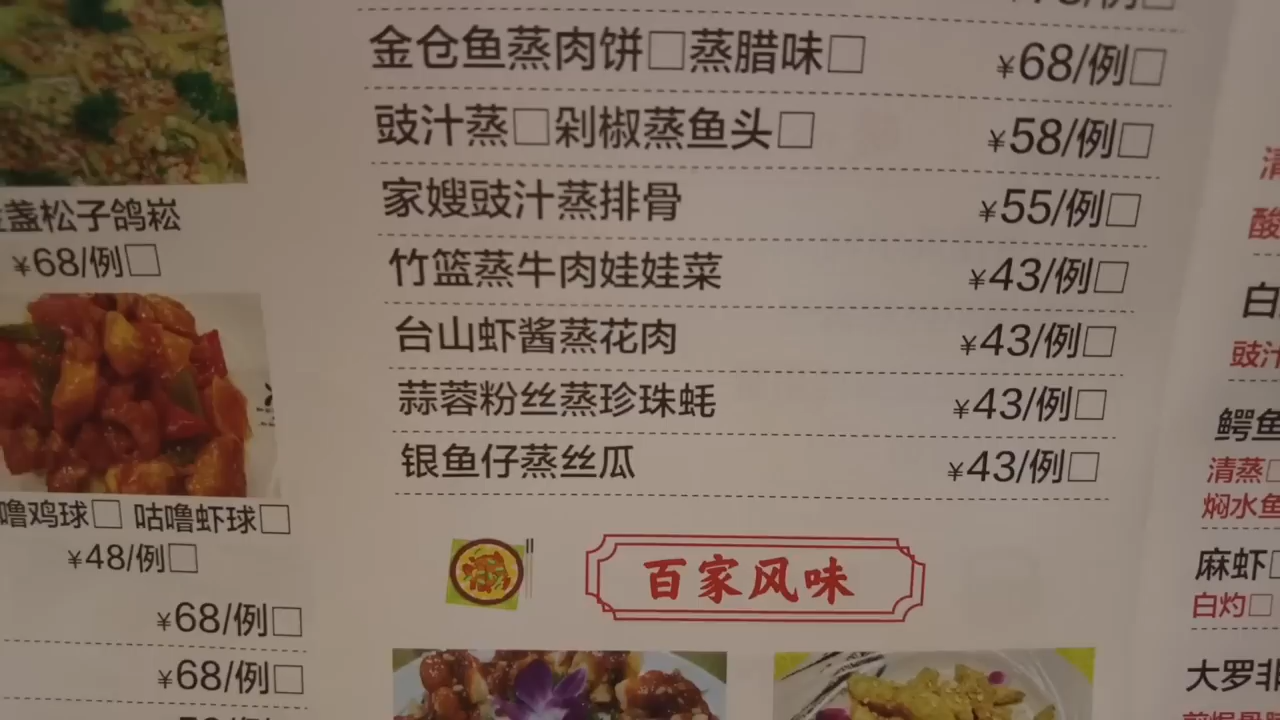 盏松子鸽崧
¥68/例□
噜鸡球□ 咕噜虾球□
¥48/例□
¥68/例□
¥68/例□
金仓鱼蒸肉饼□蒸腊味□ ¥68/例□
豉汁蒸□剁椒蒸鱼头□ ¥58/例□
家嫂豉汁蒸排骨 ¥55/例□
竹篮蒸牛肉娃娃菜 ¥43/例□
台山虾酱蒸花肉 ¥43/例□
蒜蓉粉丝蒸珍珠蚝 ¥43/例□
银鱼仔蒸丝瓜 ¥43/例□
百家风味
清
酸
白
豉汁
鳄鱼
清蒸□
焖水鱼
麻虾□
白灼□
大罗非